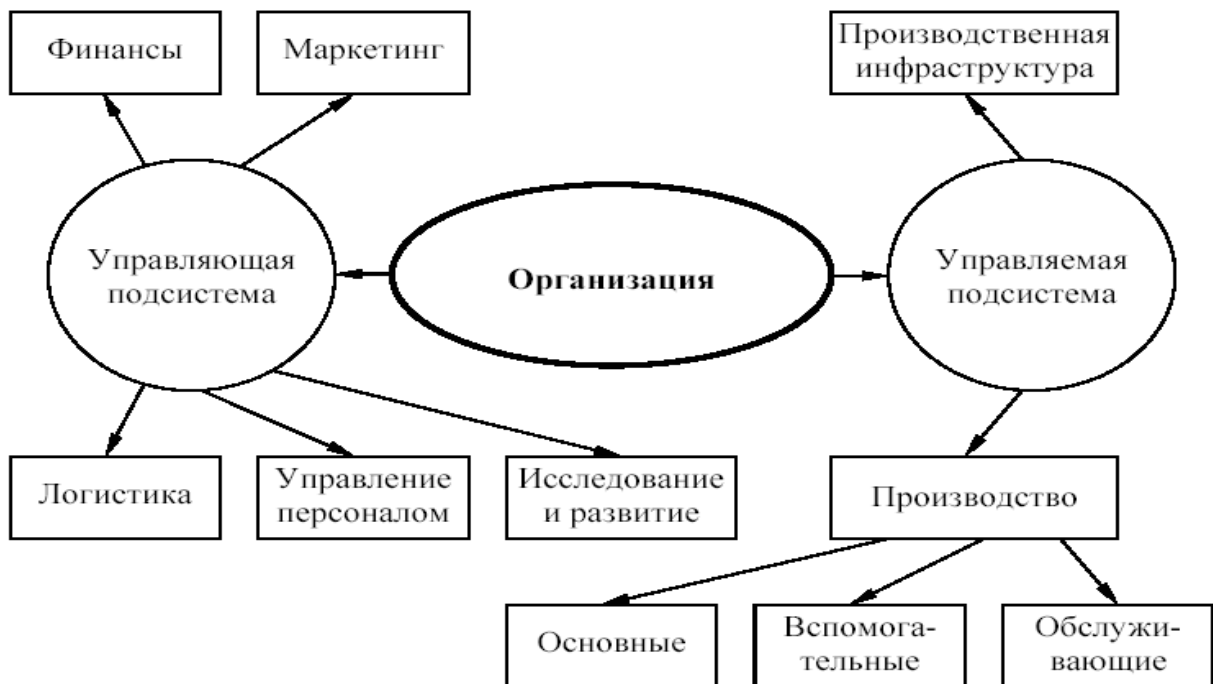 Финансы
Маркетинг
Производственная
инфраструктура
Управляющая
подсистема
Организация
Управляемая
подсистема
Логистика
Управление
персоналом
Исследование
и развитие
Производство
Основные
Вспомога-
тельные
Обслужи-
вающие